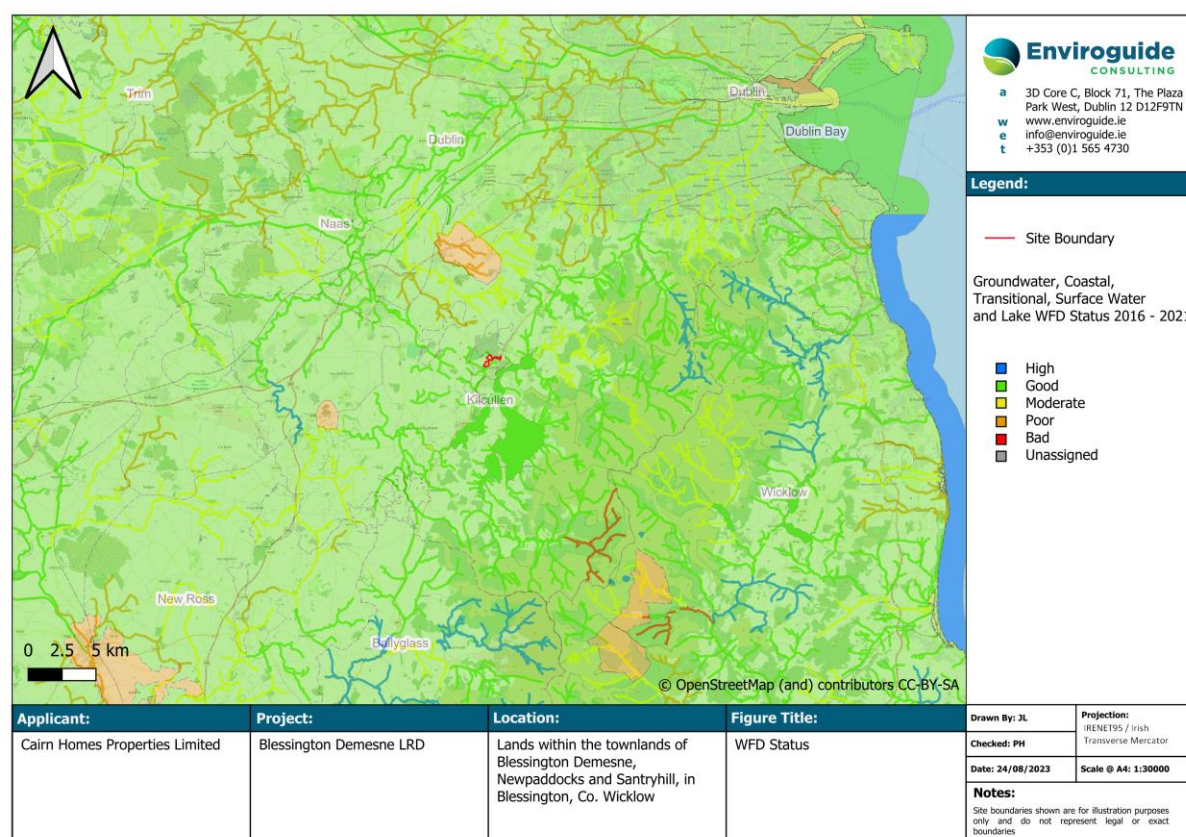 Trim
Dublin
Dublin
Dublin Bay
Naas
Kilcullen
Wicklow
New Ross
Ballyglass
0 2.5 5 km
© OpenStreetMap (and) contributors CC-BY-SA
Enviroguide
CONSULTING
a 3D Core C, Block 71, The Plaza
Park West, Dublin 12 D12F9TN
w www.enviroguide.ie
e info@enviroguide.ie
t +353 (0)1 565 4730
Legend:
Site Boundary
Groundwater, Coastal,
Transitional, Surface Water
and Lake WFD Status 2016 - 2021
High
Good
Moderate
Poor
Bad
Unassigned
Applicant:
Cairn Homes Properties Limited
Project:
Blessington Demesne LRD
Location:
Lands within the townlands of
Blessington Demesne,
Newpaddocks and Santryhill, in
Blessington, Co. Wicklow
Figure Title:
WFD Status
Drawn By: JL
Checked: PH
Date: 24/08/2023
Projection:
IRENET95 / Irish
Transverse Mercator
Scale @ A4: 1:30000
Notes:
Site boundaries shown are for illustration purposes
only and do not represent legal or exact
boundaries